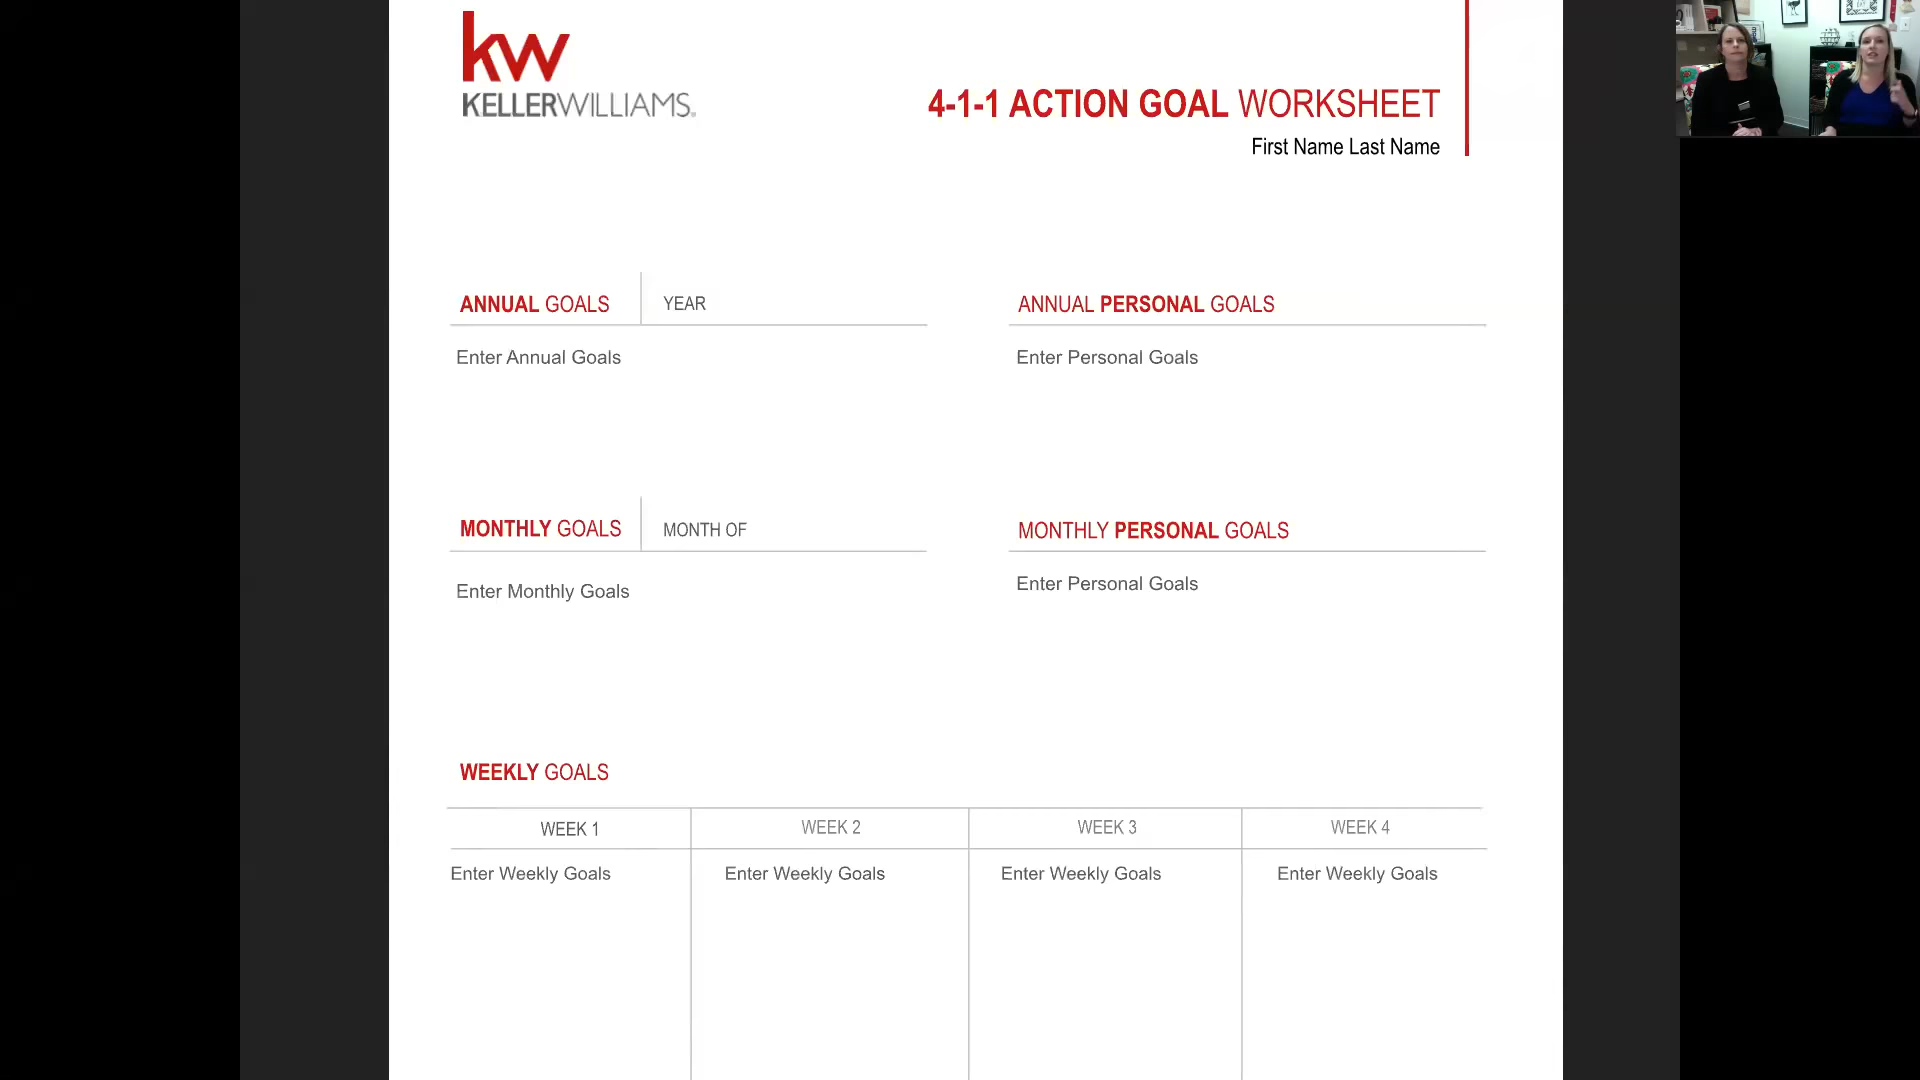 kw
KELLERWILLIAMS.
4-1-1 ACTION GOAL WORKSHEET
First Name Last Name
ANNUAL GOALS
YEAR
ANNUAL PERSONAL GOALS
Enter Annual Goals
Enter Personal Goals
MONTHLY GOALS
MONTH OF
MONTHLY PERSONAL GOALS
Enter Monthly Goals
Enter Personal Goals
WEEKLY GOALS
WEEK 1
WEEK 2
WEEK 3
WEEK 4
Enter Weekly Goals
Enter Weekly Goals
Enter Weekly Goals
Enter Weekly Goals